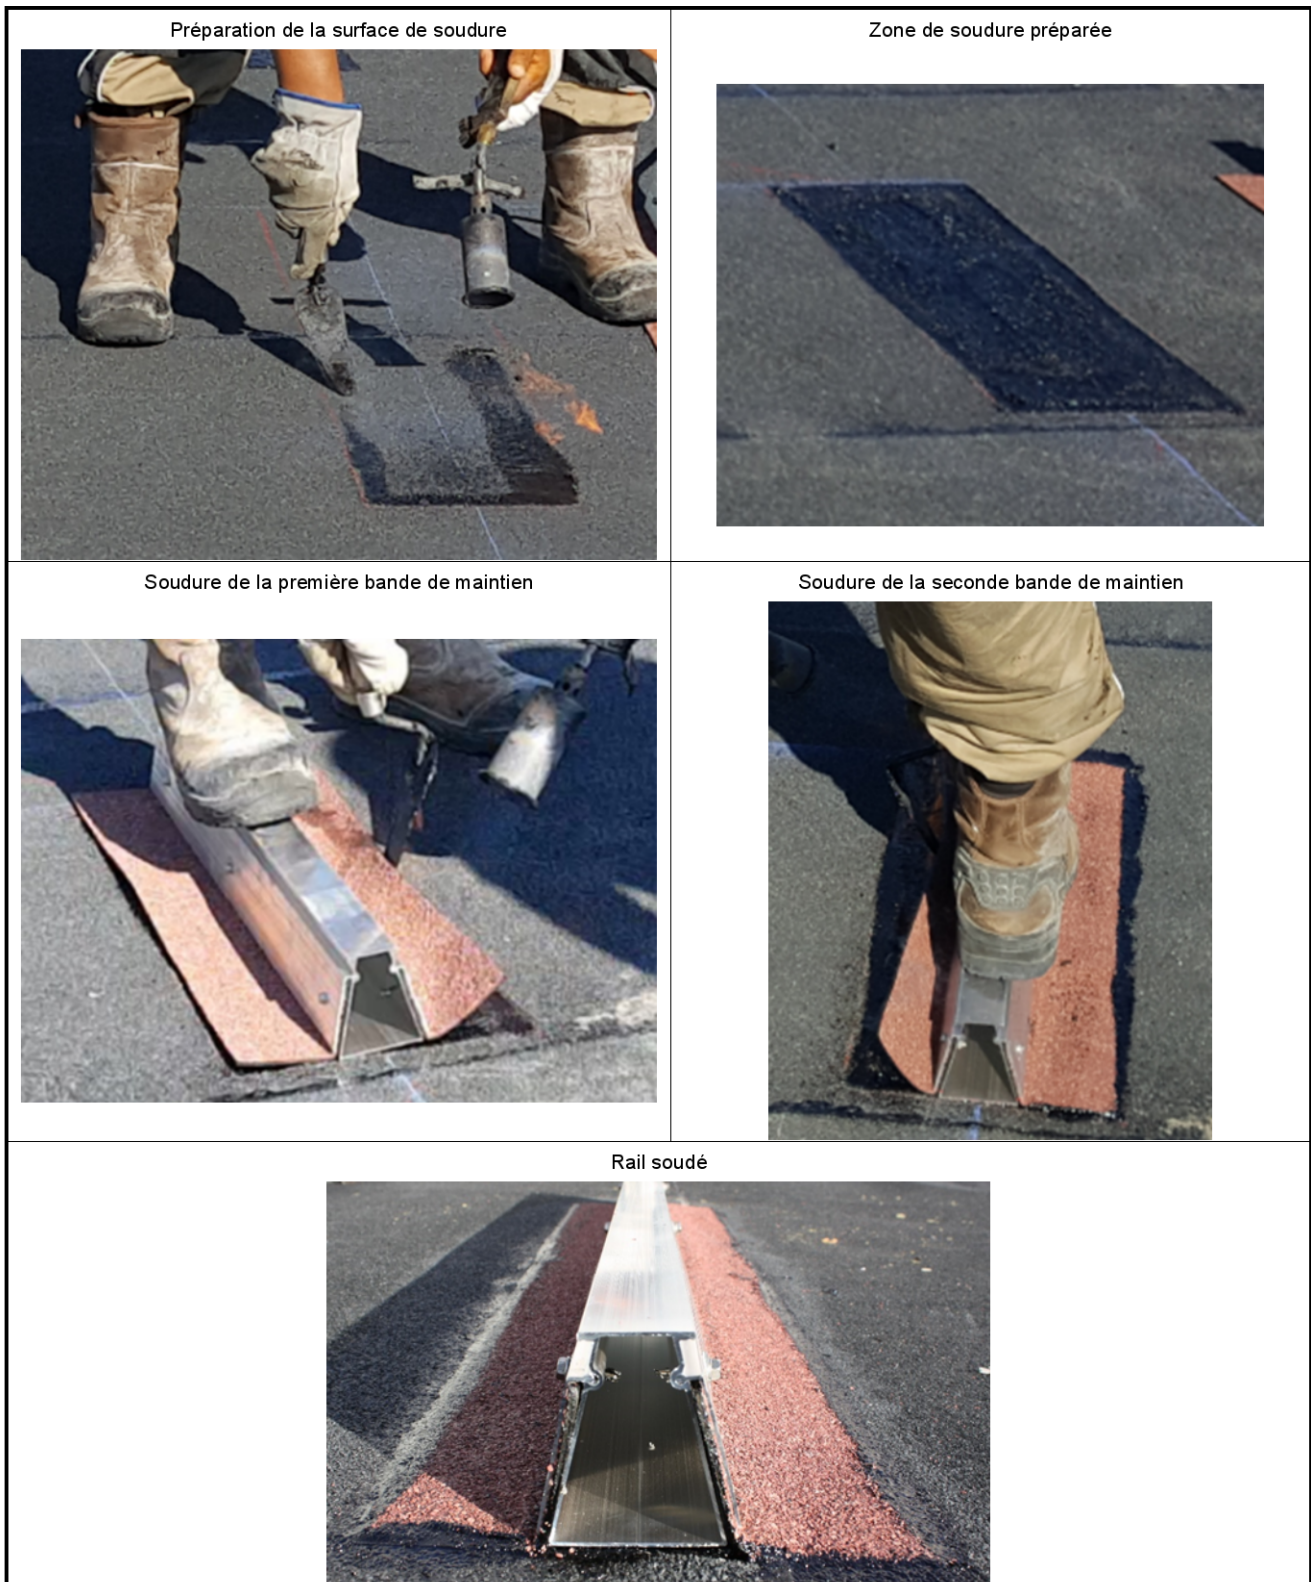 Préparation de la surface de soudure
Zone de soudure préparée
Soudure de la première bande de maintien
Soudure de la seconde bande de maintien
Rail soudé